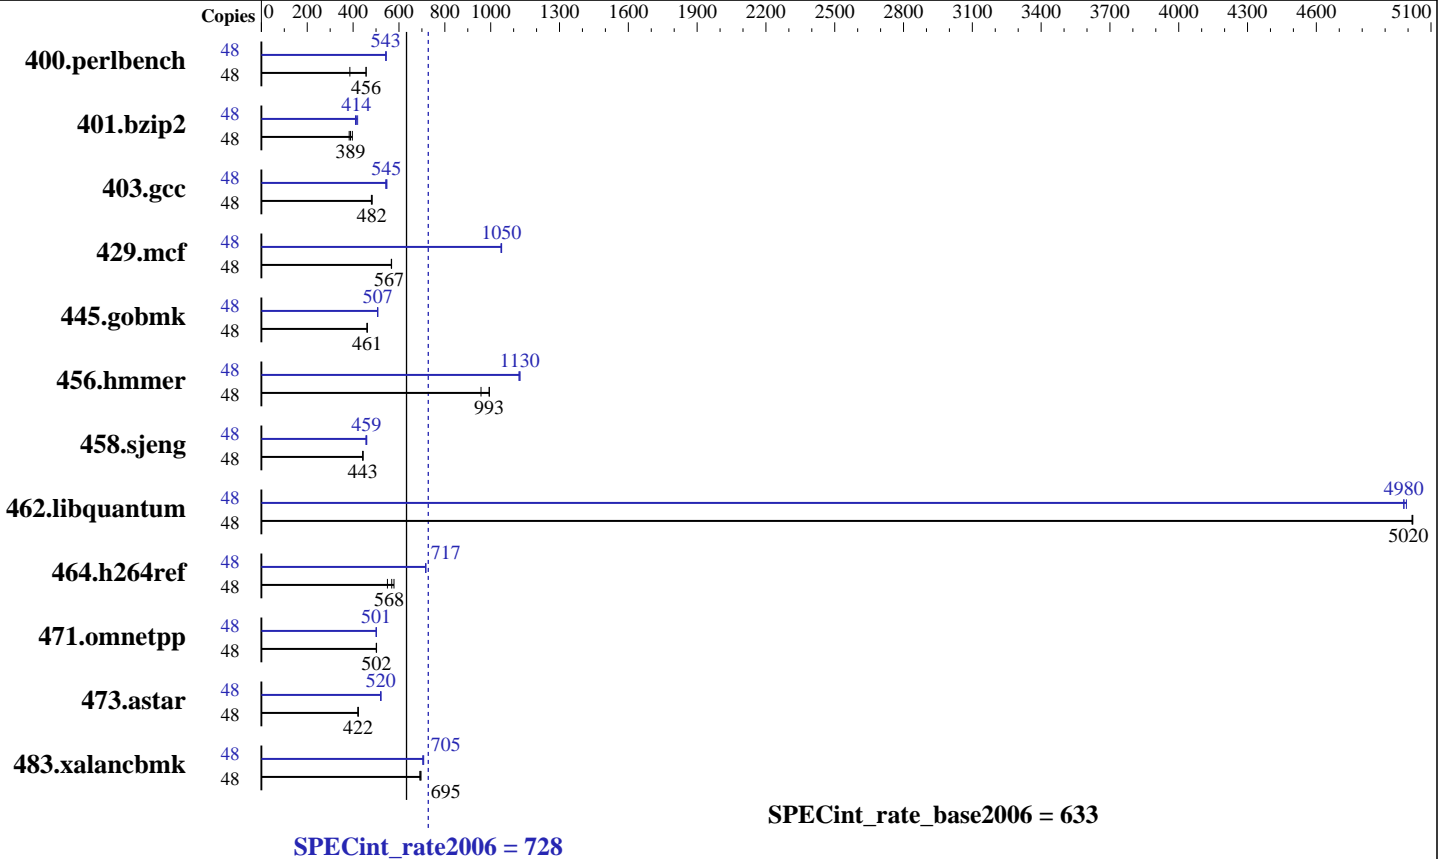 Copies 0 200 400 600 800 1000 1300 1600 1900 2200 2500 2800 3100 3400 3700 4000 4300 4600 5100
400.perlbench 48 543
48 456
401.bzip2 48 414
48 389
403.gcc 48 545
48 482
429.mcf 48 1050
48 567
445.gobmk 48 507
48 461
456.hmmer 48 1130
48 993
458.sjeng 48 459
48 443
462.libquantum 48 4980
48 5020
464.h264ref 48 717
48 568
471.omnetpp 48 501
48 502
473.astar 48 520
48 422
483.xalancbmk 48 705
48 695
SPECint_rate_base2006 = 633
SPECint_rate2006 = 728